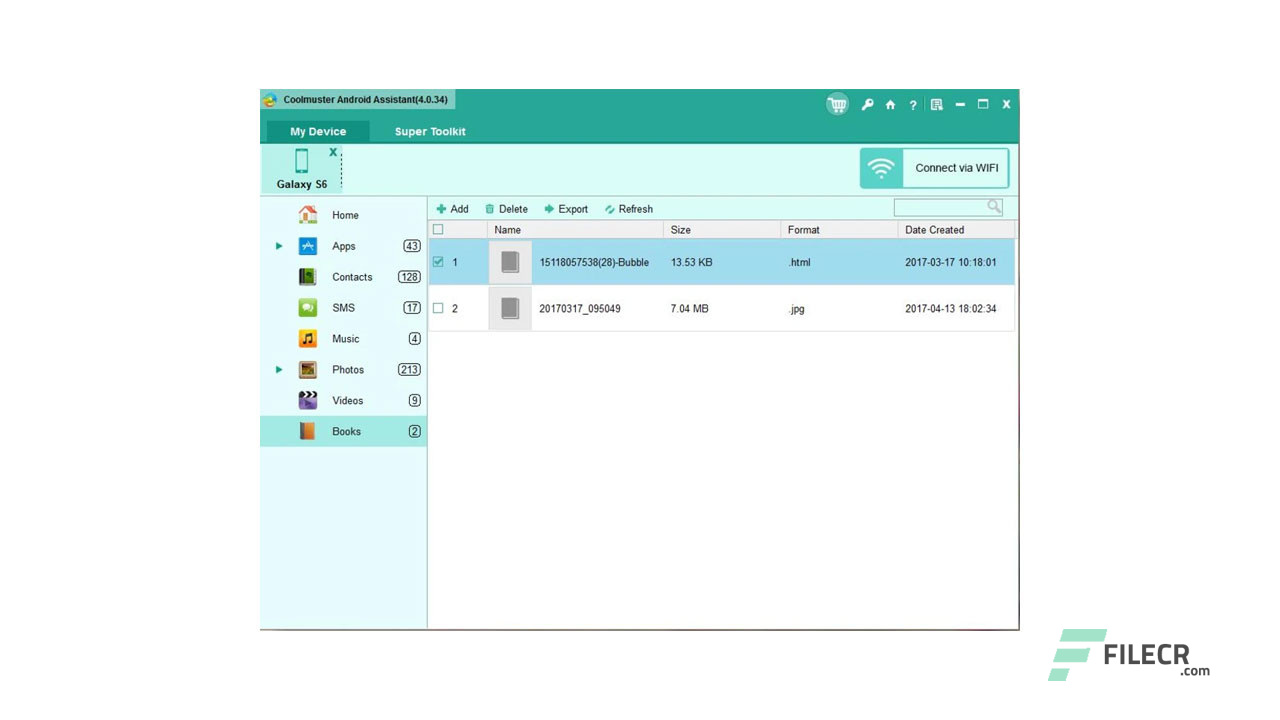 Coolmuster Android Assistant(4.0.34)
?
X
My Device
Super Toolkit
X
Galaxy S6
Connect via WIFI
Home
Apps 43
Contacts 128
SMS 17
Music 4
Photos 213
Videos 9
Books 2
Add Delete Export Refresh
Name Size Format Date Created
1 15118057538(28)-Bubble 13.53 KB .html 2017-03-17 10:18:01
2 20170317_095049 7.04 MB .jpg 2017-04-13 18:02:34
FILECR
.com